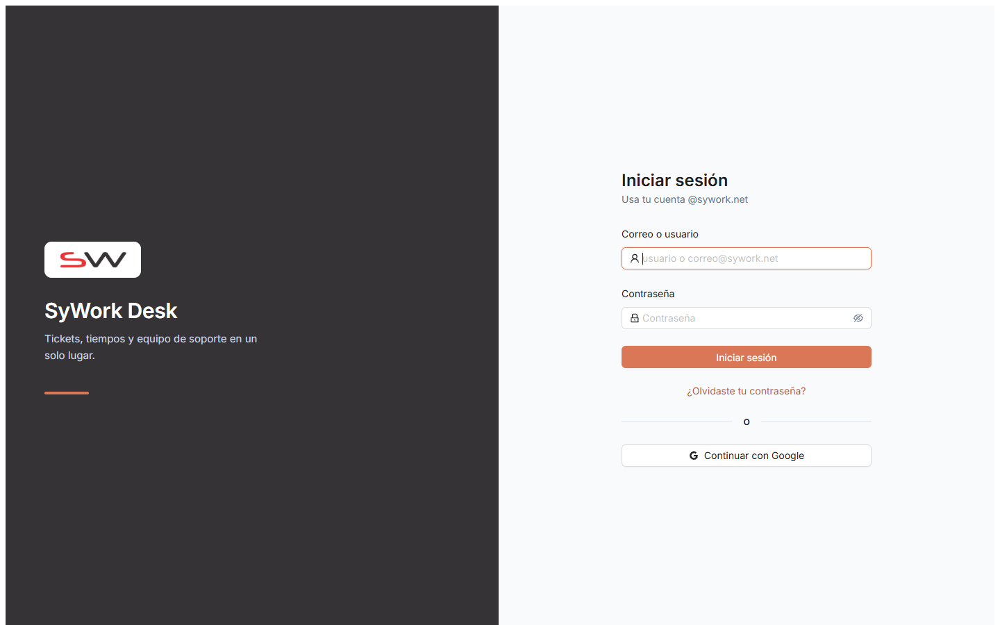 SW
SyWork Desk
Tickets, tiempos y equipo de soporte en un
solo lugar.
Iniciar sesión
Usa tu cuenta @sywork.net
Correo o usuario
usuario o correo@sywork.net
Contraseña
Contraseña
Iniciar sesión
¿Olvidaste tu contraseña?
O
G Continuar con Google